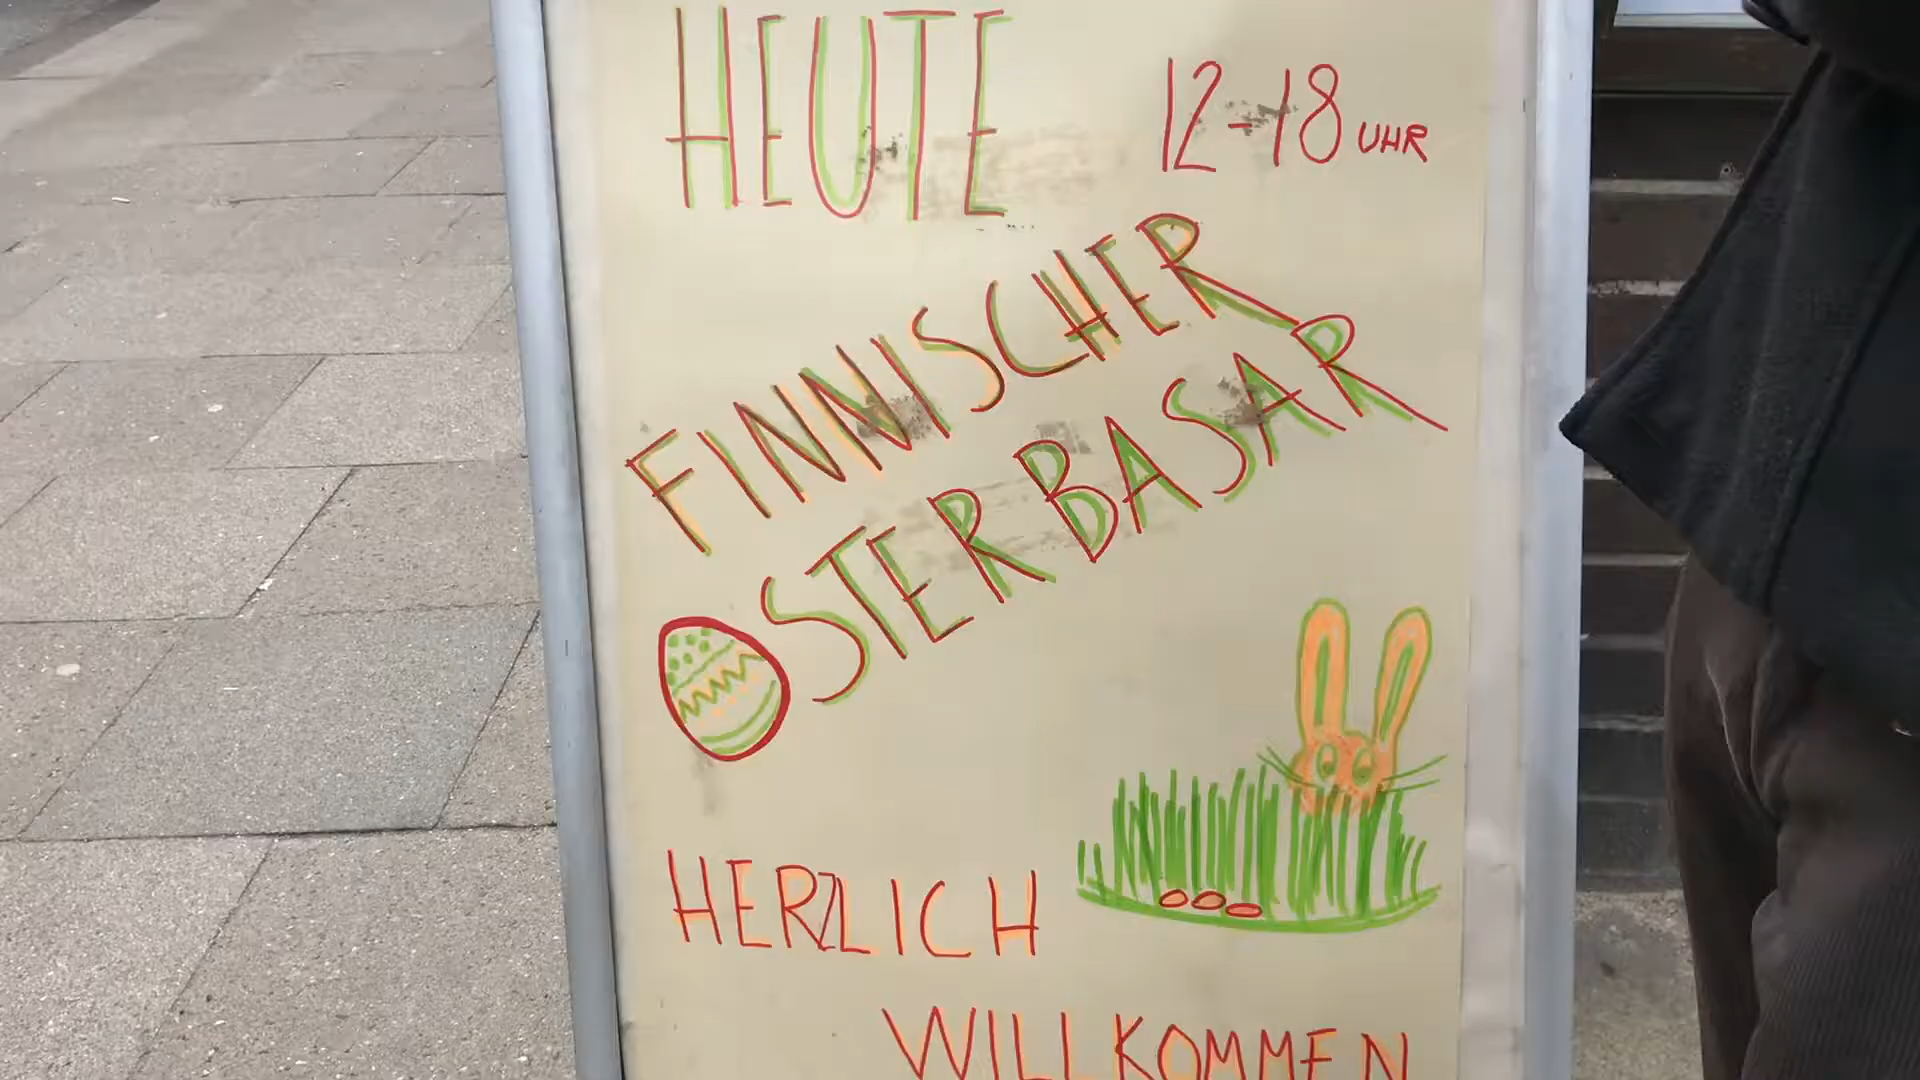 HEUTE 12-18 UHR
FINNISCHER
OSTERBASAR
HERZLICH
WILLKOMMEN